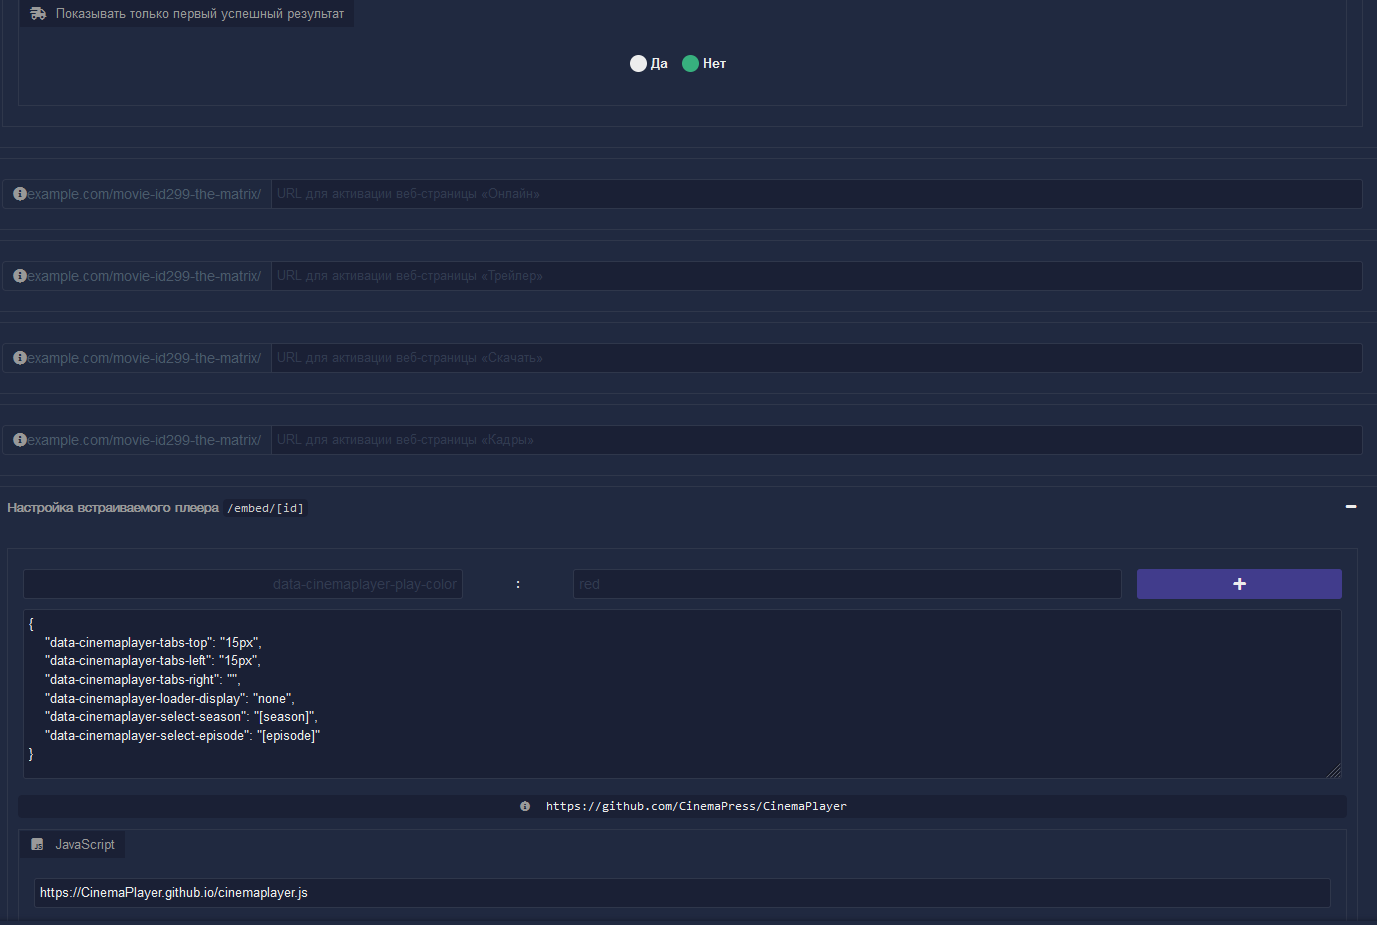 Показывать только первый успешный результат
Да Нет
example.com/movie-id299-the-matrix/ URL для активации веб-страницы «Онлайн»
example.com/movie-id299-the-matrix/ URL для активации веб-страницы «Трейлер»
example.com/movie-id299-the-matrix/ URL для активации веб-страницы «Скачать»
example.com/movie-id299-the-matrix/ URL для активации веб-страницы «Кадры»
Настройка встраиваемого плеера /embed/[id]
data-cinemaplayer-play-color : red +
{
"data-cinemaplayer-tabs-top": "15px",
"data-cinemaplayer-tabs-left": "15px",
"data-cinemaplayer-tabs-right": "",
"data-cinemaplayer-loader-display": "none",
"data-cinemaplayer-select-season": "[season]",
"data-cinemaplayer-select-episode": "[episode]"
}
https://github.com/CinemaPress/CinemaPlayer
JavaScript
https://CinemaPlayer.github.io/cinemaplayer.js